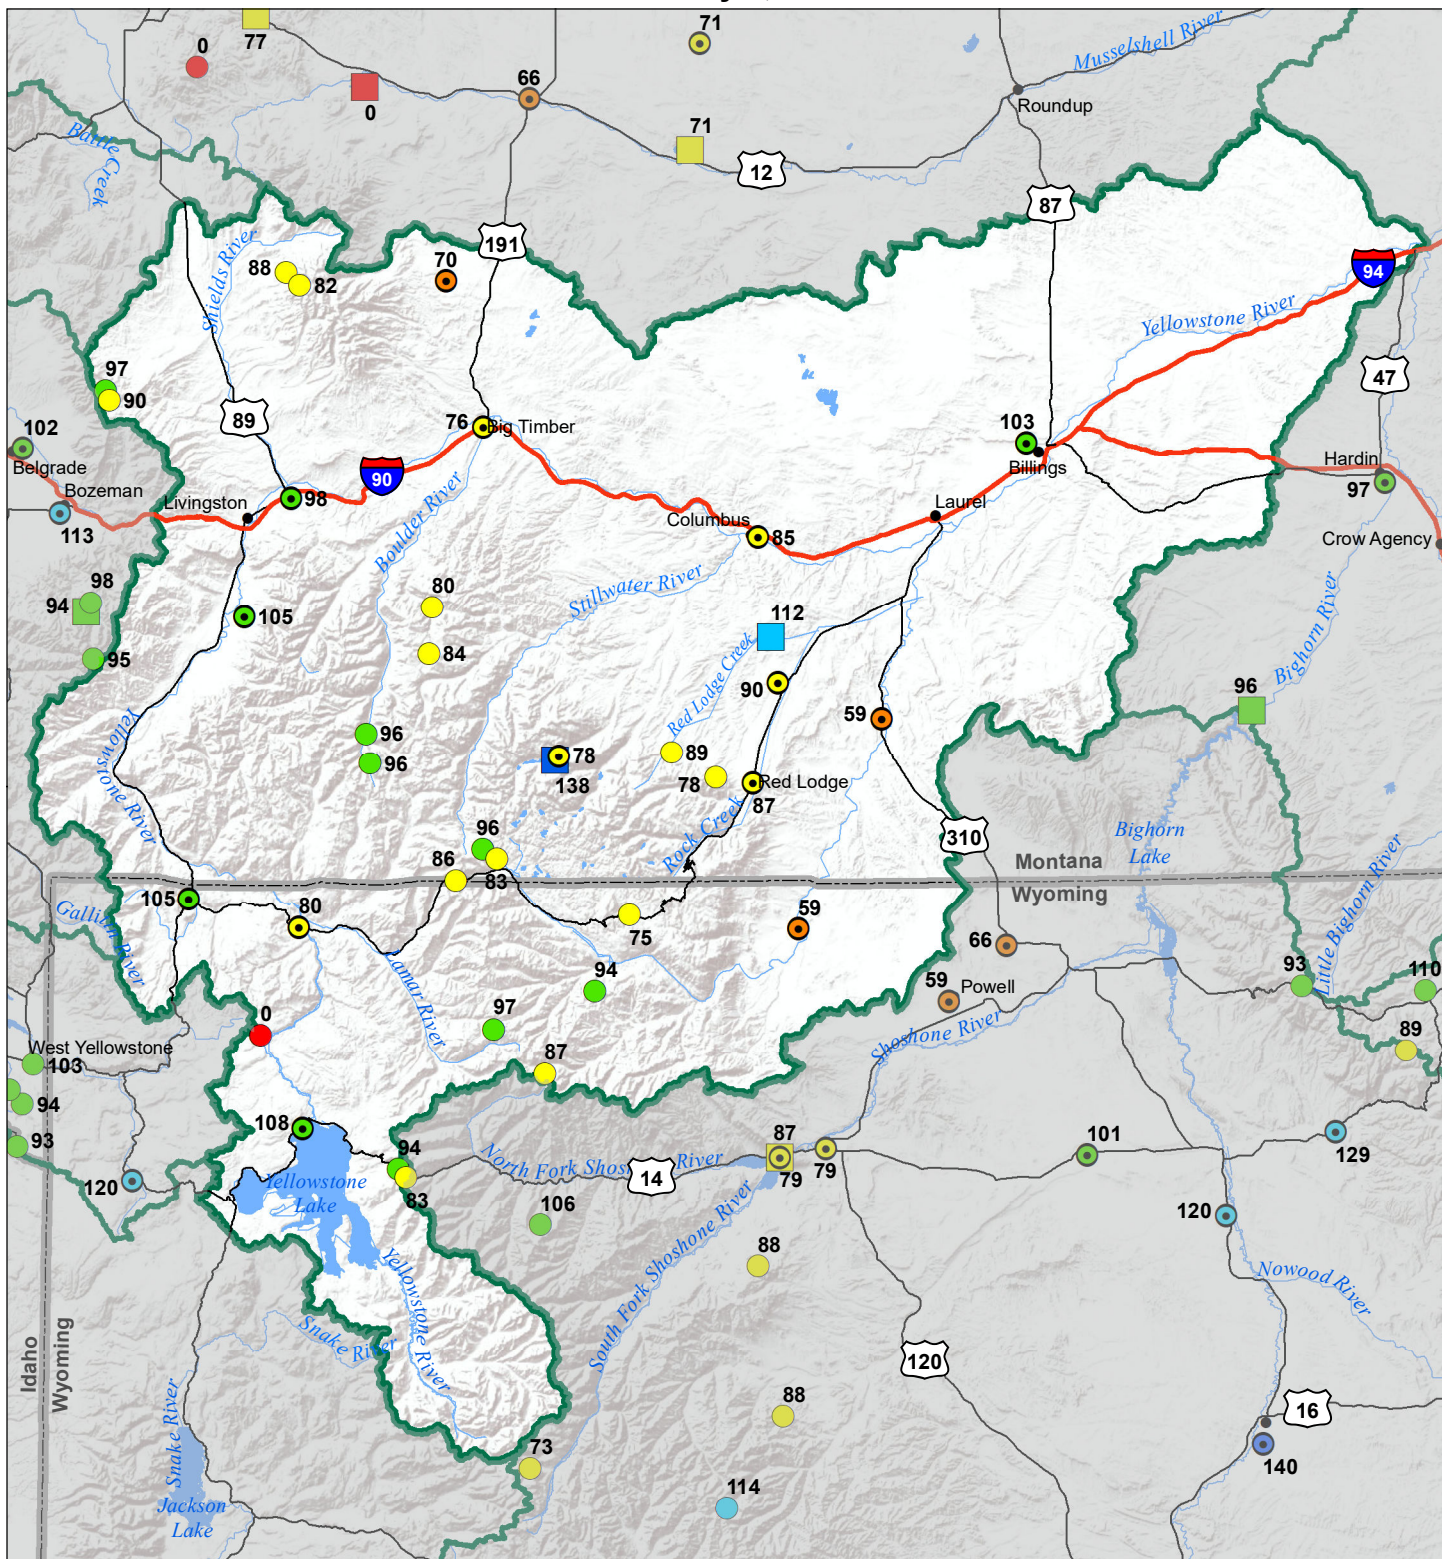 71
0
77
0
66
Musselshell River
Roundup
71
12
Battle
Creek
87
191
Shields River
88
82
70
94
Yellowstone River
47
97
90
89
76
Big Timber
103
Billings
Hardin
97
102
Belgrade
Bozeman
113
Livingston
98
90
Boulder River
Columbus
85
Laurel
Crow Agency
98
94
95
105
80
84
Stillwater River
112
Red Lodge Creek
90
59
Bighorn River
96
Yellowstone River
96
96
78
138
89
78
Red Lodge
87
Rock Creek
310
Bighorn
Lake
96
86
83
Montana
Wyoming
Little Bighorn River
Gallatin River
105
80
75
59
66
59
Powell
93
110
Lamar River
94
97
Shoshone River
89
0
87
West Yellowstone
103
94
93
120
108
94
83
Yellowstone
Lake
North Fork Shoshone River
14
87
79
79
101
129
106
120
South Fork Shoshone River
88
Nowood River
Yellowstone River
Snake River
Idaho
Wyoming
120
Snake River
88
16
73
140
114
Jackson
Lake